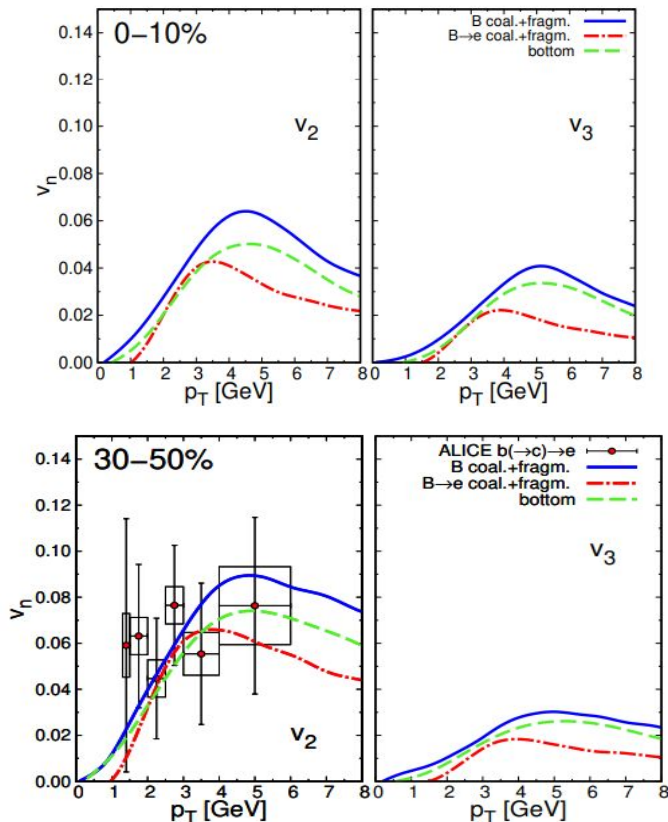 0−10%
v2
vn
0.14
0.12
0.10
0.08
0.06
0.04
0.02
0.00
0 1 2 3 4 5 6 7 8
pT [GeV]
B coal.+fragm.
B→e coal.+fragm.
bottom
v3
0 1 2 3 4 5 6 7 8
pT [GeV]
30−50%
v2
vn
0.14
0.12
0.10
0.08
0.06
0.04
0.02
0.00
0 1 2 3 4 5 6 7 8
pT [GeV]
ALICE b(→c)→e
B coal.+fragm.
B→e coal.+fragm.
bottom
v3
0 1 2 3 4 5 6 7 8
pT [GeV]